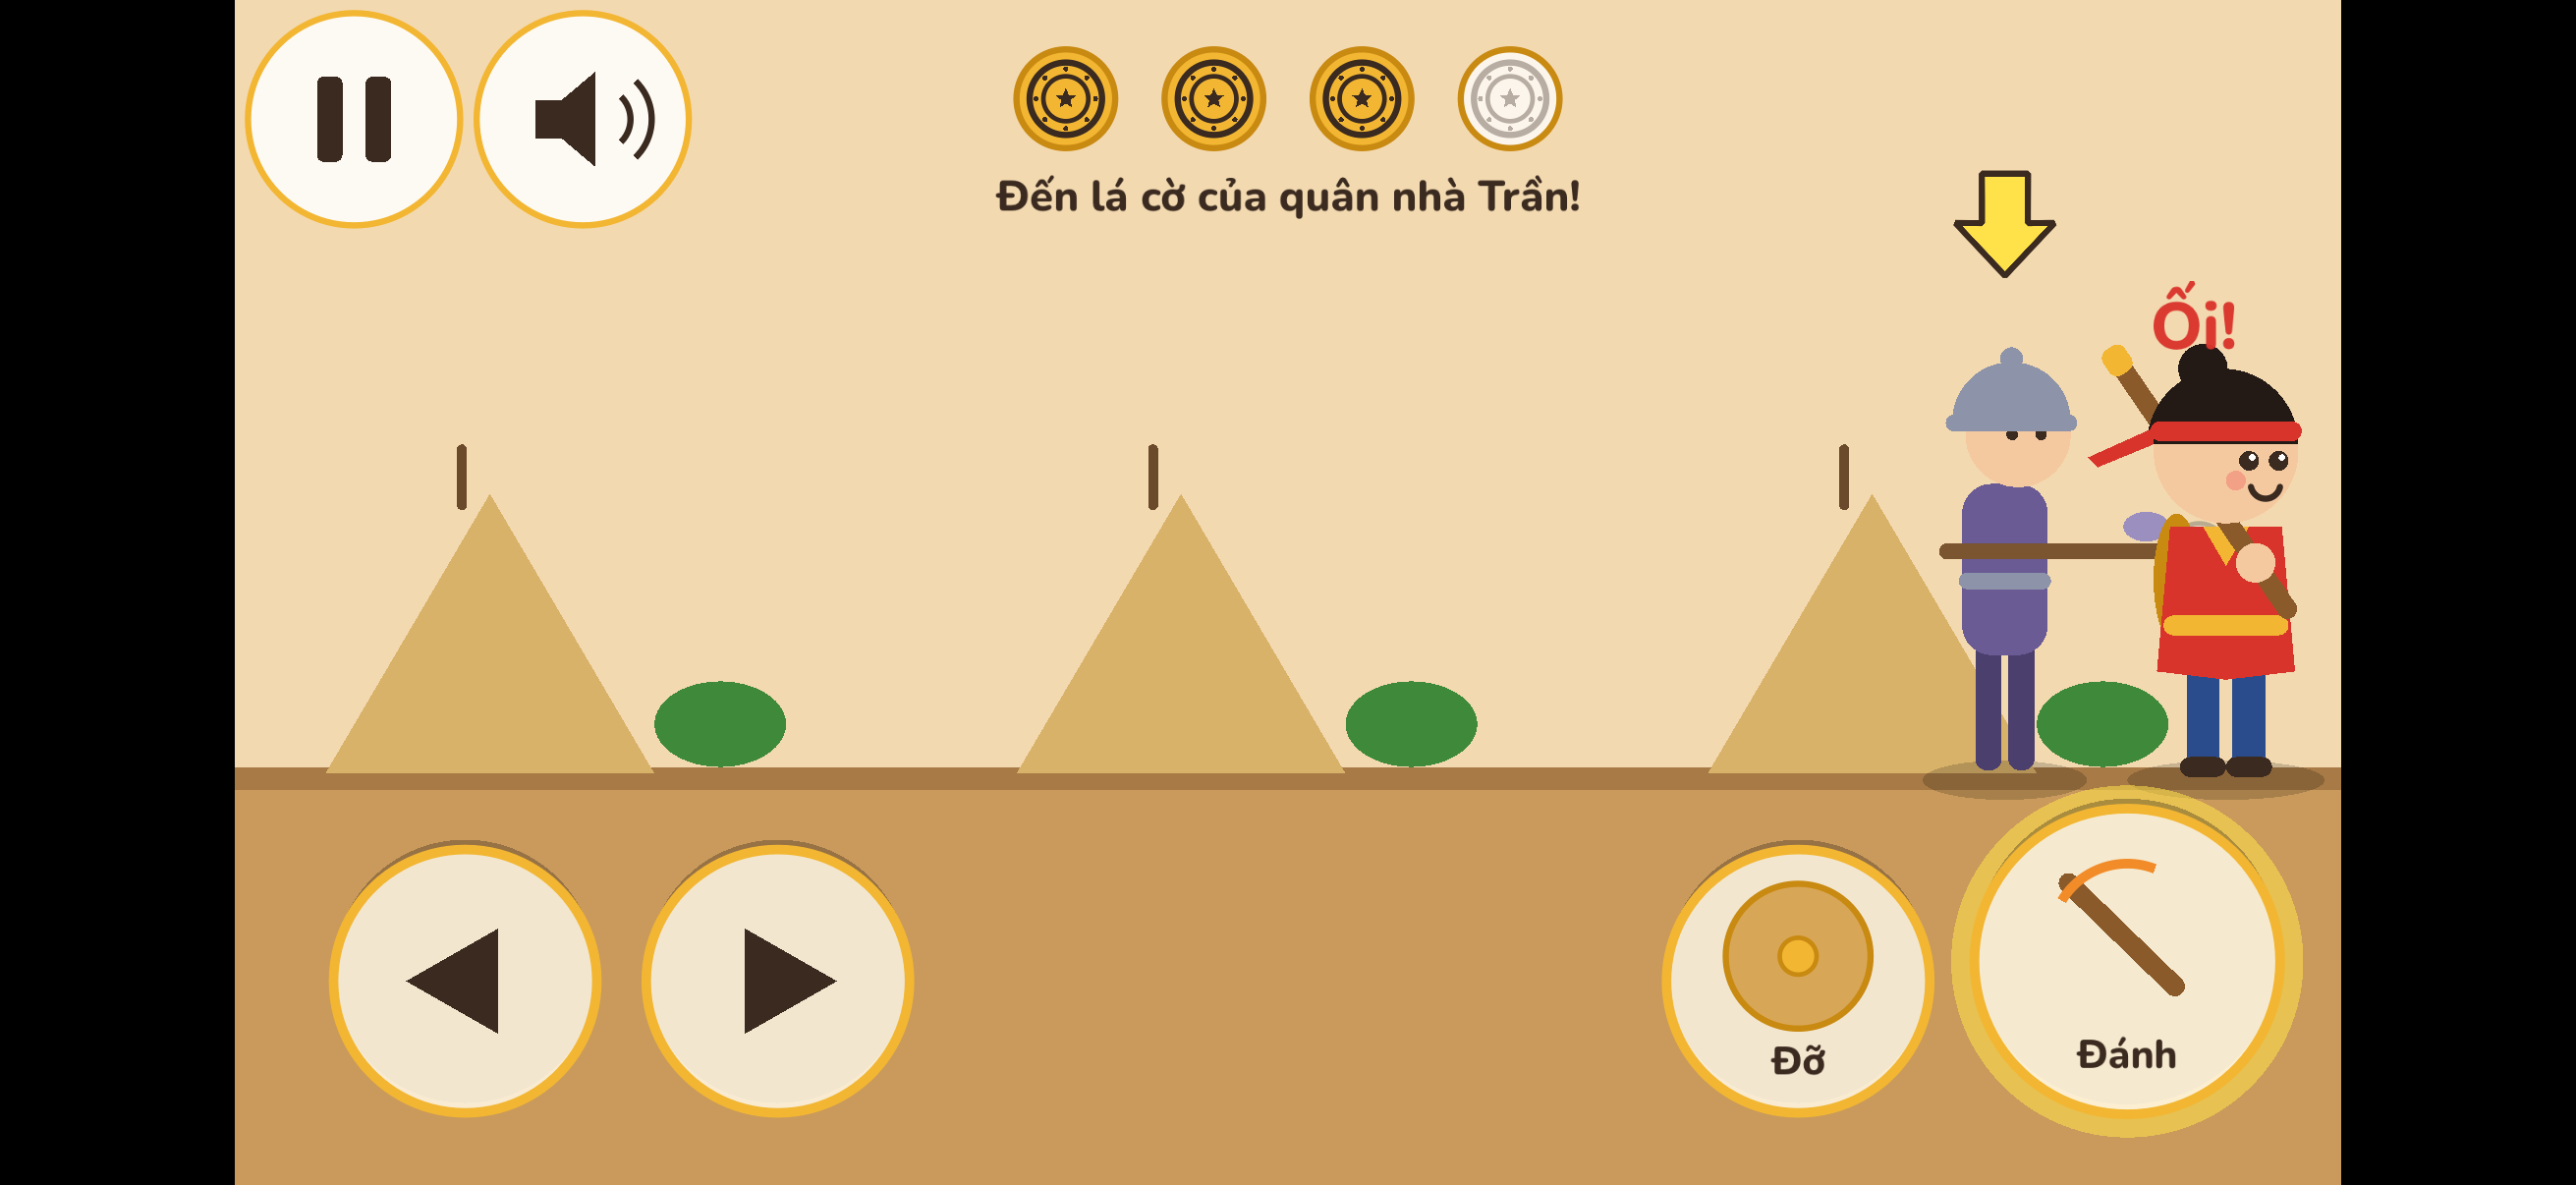 Đến lá cờ của quân nhà Trần!
Ối!
Đỡ
Đánh